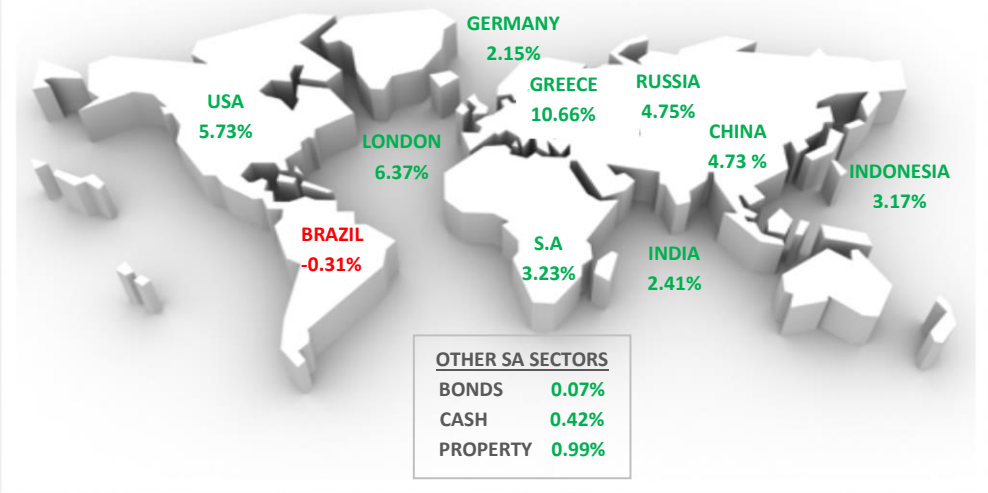 GERMANY
2.15%
GREECE
10.66%
RUSSIA
4.75%
USA
5.73%
CHINA
4.73 %
LONDON
6.37%
INDONESIA
3.17%
BRAZIL
-0.31%
S.A
3.23%
INDIA
2.41%
OTHER SA SECTORS
BONDS 0.07%
CASH 0.42%
PROPERTY 0.99%